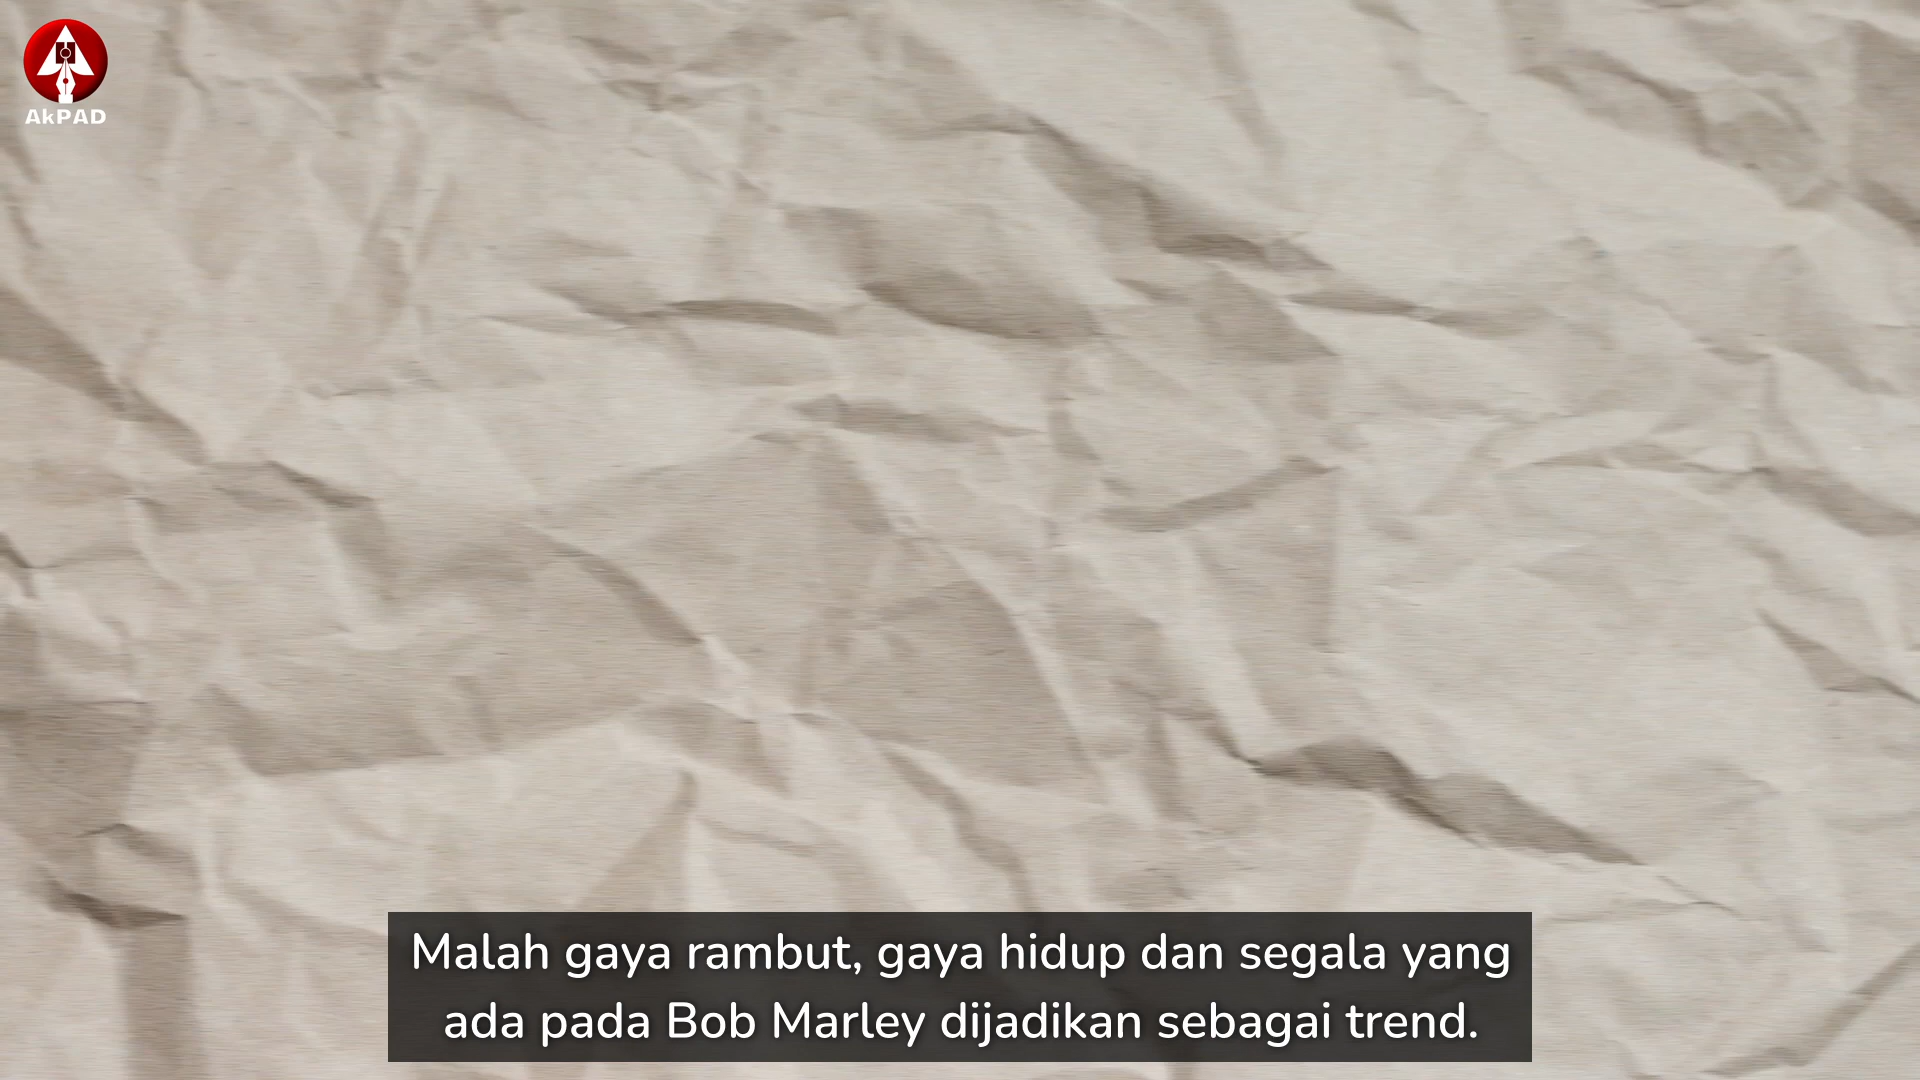 AkPAD
Malah gaya rambut, gaya hidup dan segala yang
ada pada Bob Marley dijadikan sebagai trend.